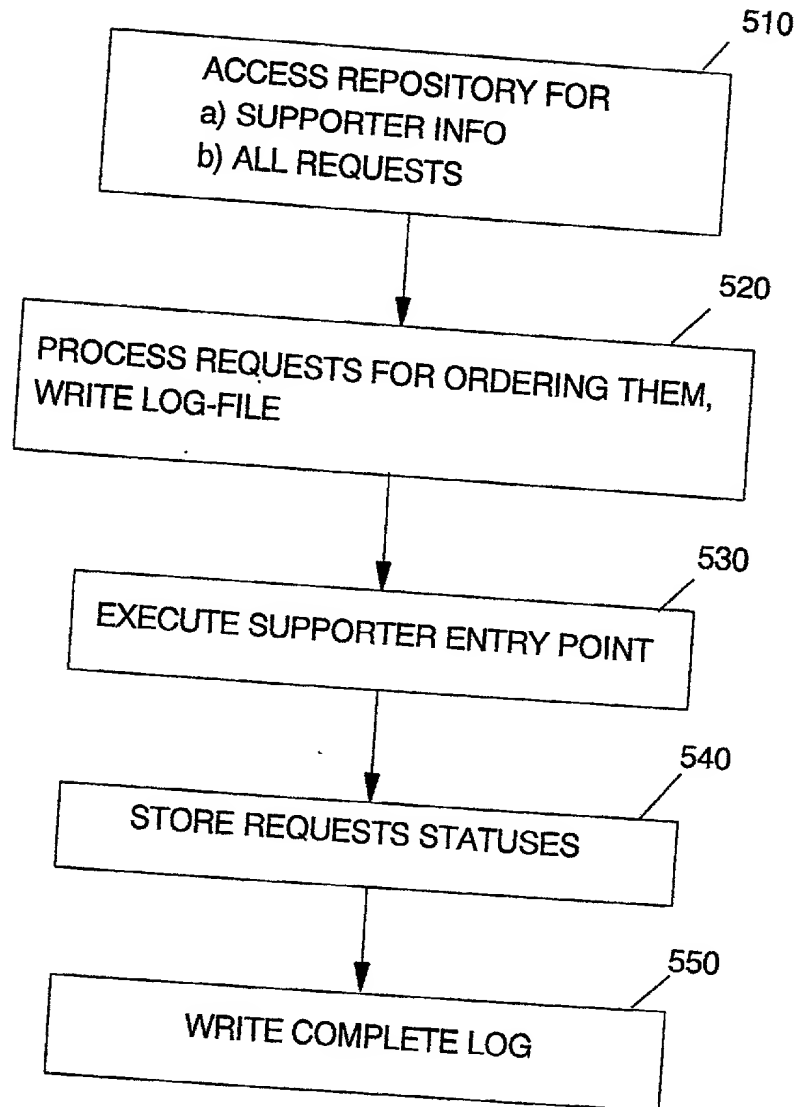 510
ACCESS REPOSITORY FOR
a) SUPPORTER INFO
b) ALL REQUESTS
520
PROCESS REQUESTS FOR ORDERING THEM,
WRITE LOG-FILE
530
EXECUTE SUPPORTER ENTRY POINT
540
STORE REQUESTS STATUSES
550
WRITE COMPLETE LOG